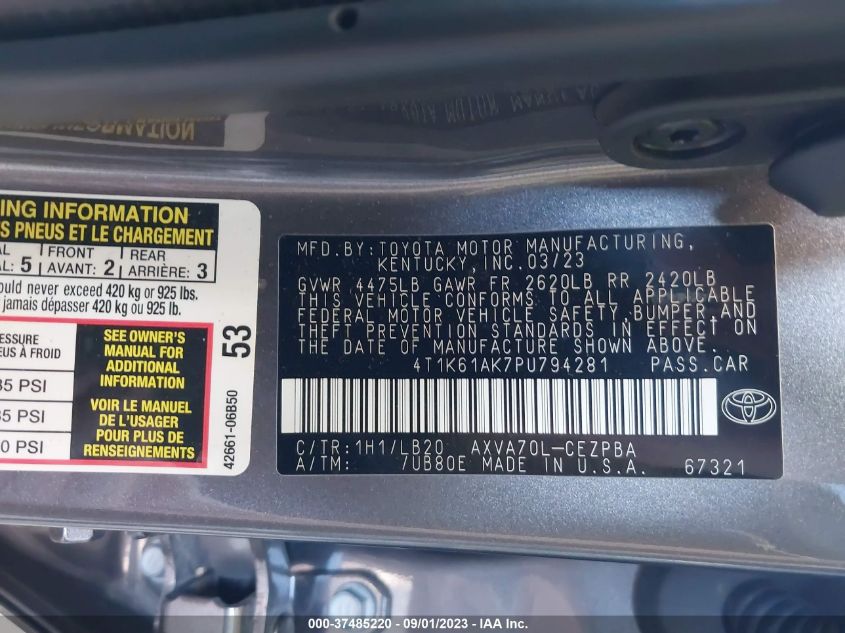 NG INFORMATION
S PNEUS ET LE CHARGEMENT
AL: 5 FRONT AVANT: 2 REAR ARRIÈRE: 3
ould never exceed 420 kg or 925 lbs.
jamais dépasser 420 kg ou 925 lb.
ESSURE
EUS À FROID
35 PSI
35 PSI
0 PSI
SEE OWNER'S
MANUAL FOR
ADDITIONAL
INFORMATION
VOIR LE MANUEL
DE L'USAGER
POUR PLUS DE
RENSEIGNEMENTS
53
42661-06B50
MFD.BY:TOYOTA MOTOR MANUFACTURING,
KENTUCKY,INC.03/23
GVWR 4475LB GAWR FR 2620LB RR 2420LB
THIS VEHICLE CONFORMS TO ALL APPLICABLE
FEDERAL MOTOR VEHICLE SAFETY,BUMPER,AND
THEFT PREVENTION STANDARDS IN EFFECT ON
THE DATE OF MANUFACTURE SHOWN ABOVE.
4T1K61AK7PU794281 PASS.CAR
C/TR:1H1/LB20 AXVA70L-CEZPBA
A/TM: 7UB80E MADE IN U.S.A. 67321
000-37485220 - 09/01/2023 - IAA Inc.